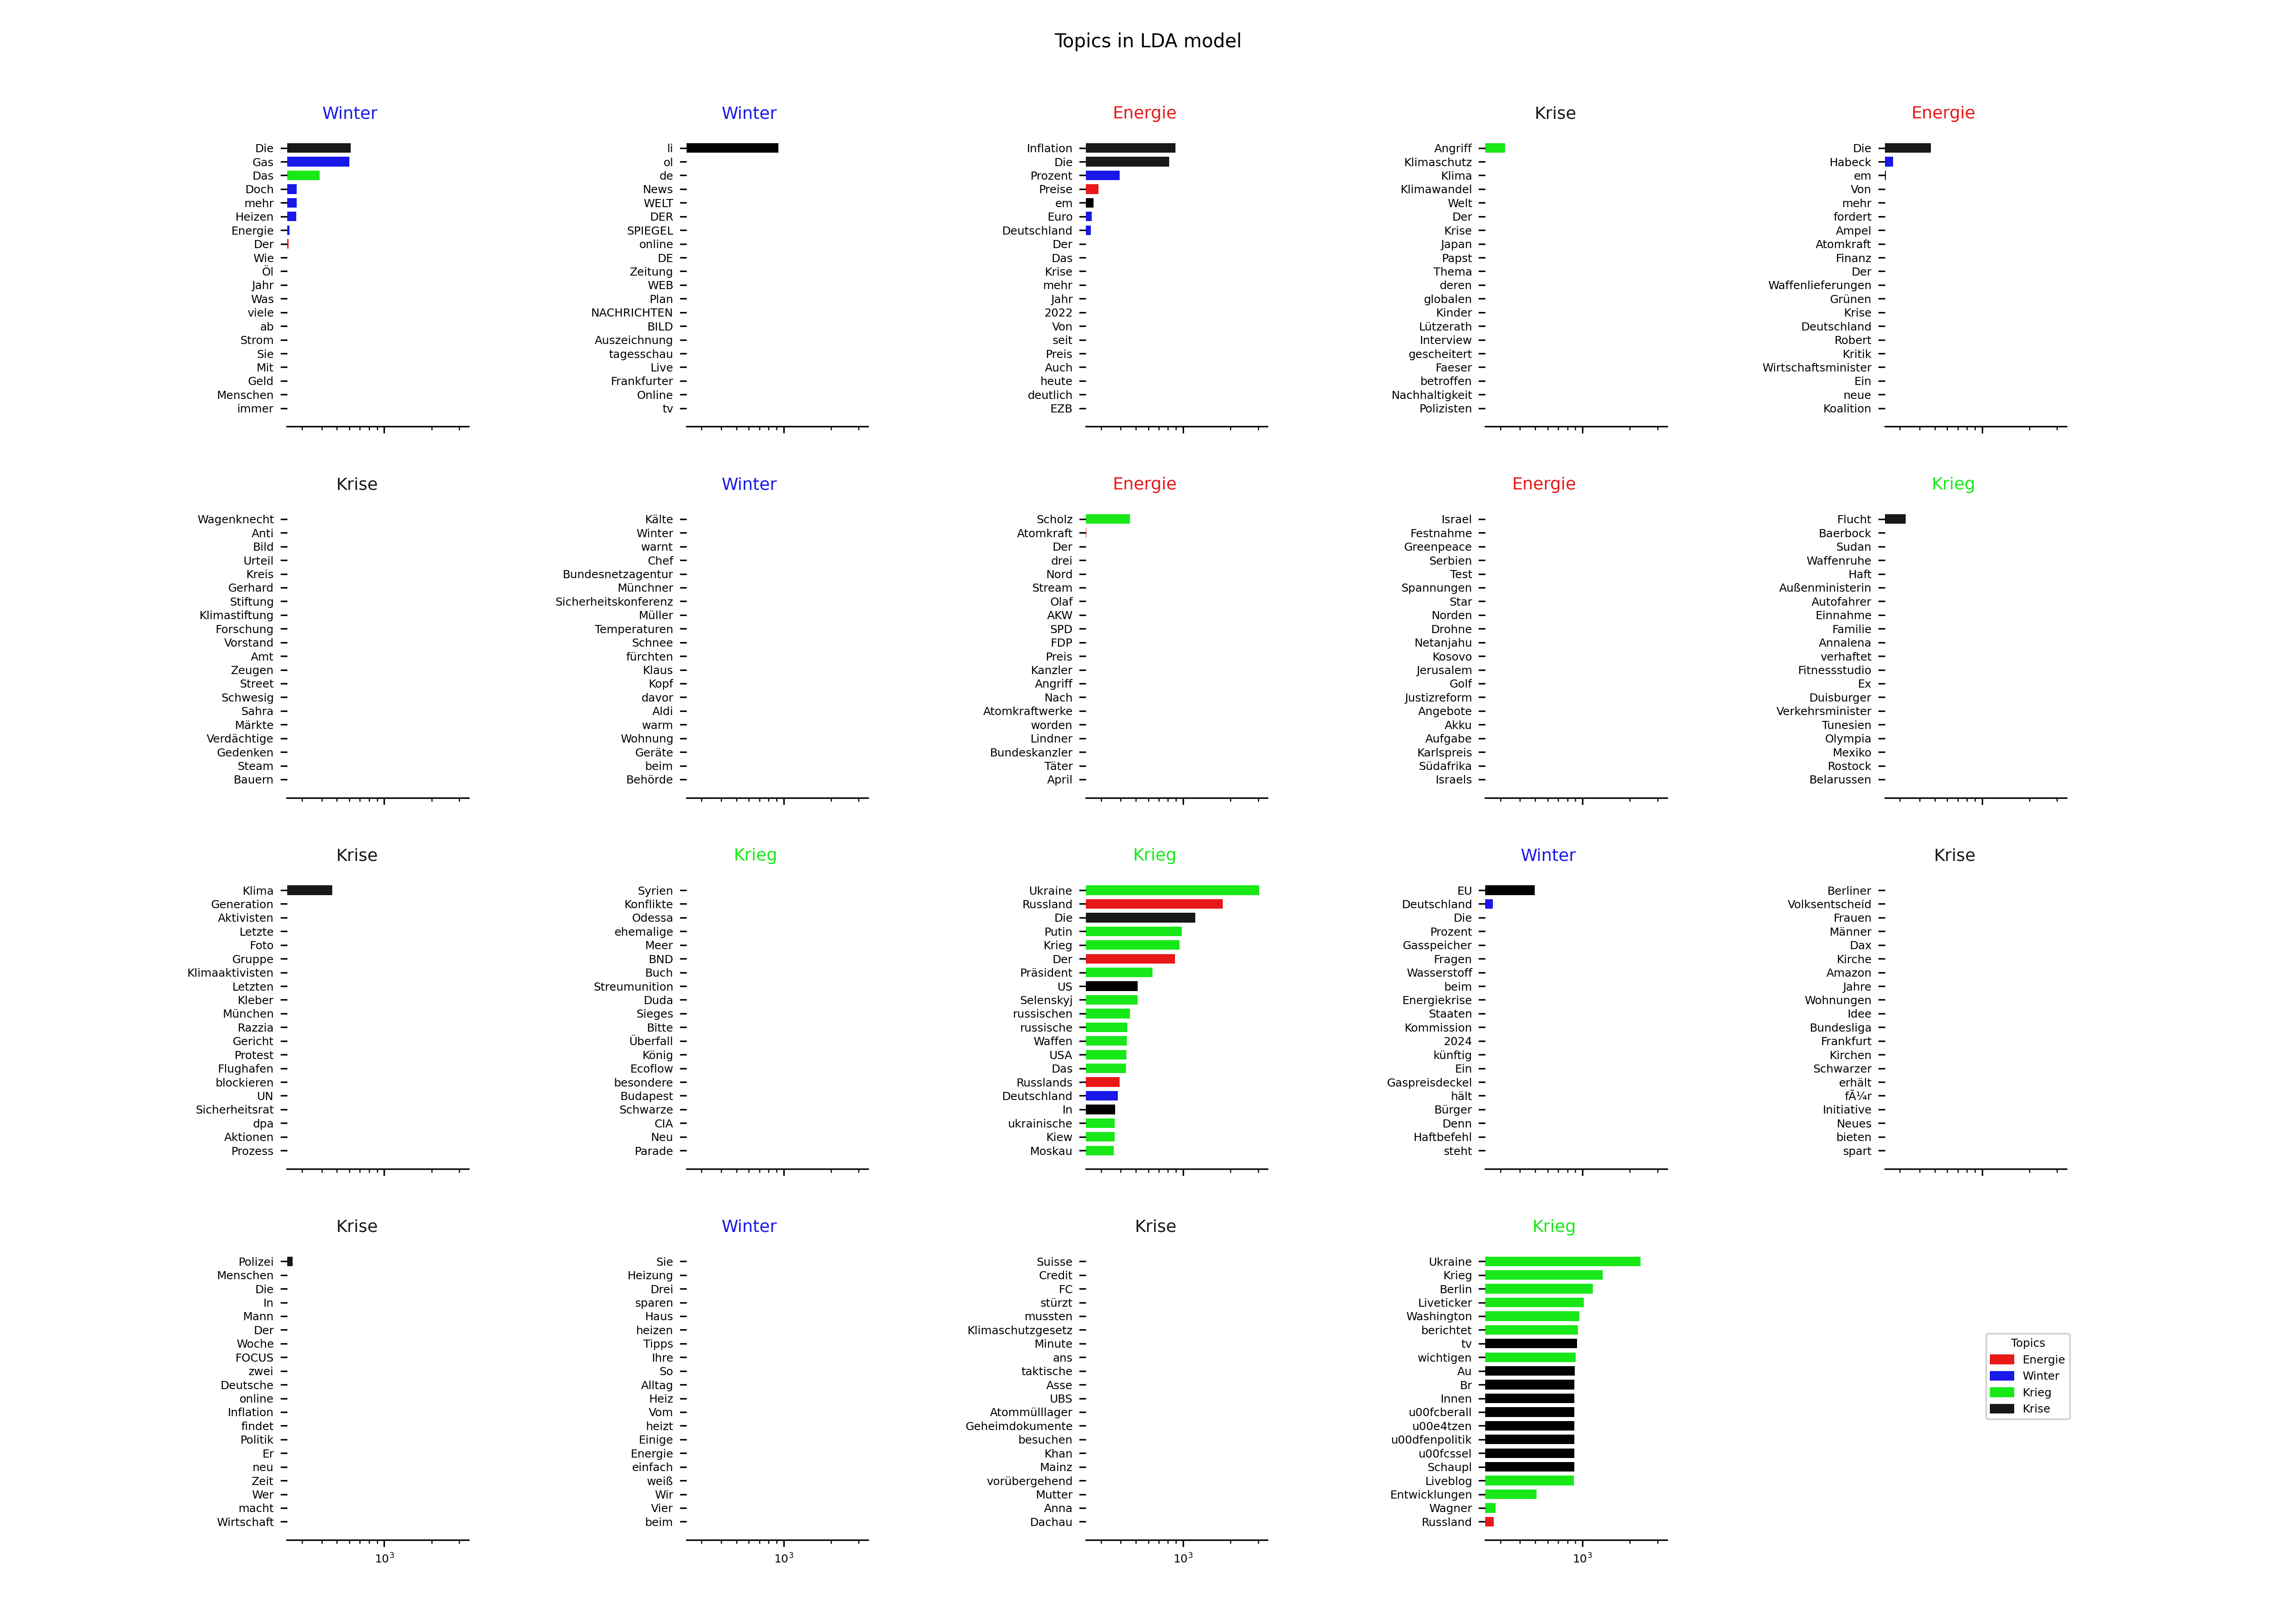 Topics in LDA model
Winter
Die
Gas
Das
Doch
mehr
Heizen
Energie
Der
Wie
Öl
Jahr
Was
viele
ab
Strom
Sie
Mit
Geld
Menschen
immer
Winter
li
ol
de
News
WELT
DER
SPIEGEL
online
DE
Zeitung
WEB
Plan
NACHRICHTEN
BILD
Auszeichnung
tagesschau
Live
Frankfurter
Online
tv
Energie
Inflation
Die
Prozent
Preise
em
Euro
Deutschland
Der
Das
Krise
mehr
Jahr
2022
Von
seit
Preis
Auch
heute
deutlich
EZB
Krise
Angriff
Klimaschutz
Klima
Klimawandel
Welt
Der
Krise
Japan
Papst
Thema
deren
globalen
Kinder
Lützerath
Interview
gescheitert
Faeser
betroffen
Nachhaltigkeit
Polizisten
Energie
Die
Habeck
em
Von
mehr
fordert
Ampel
Atomkraft
Finanz
Der
Waffenlieferungen
Grünen
Krise
Deutschland
Robert
Kritik
Wirtschaftsminister
Ein
neue
Koalition
Krise
Wagenknecht
Anti
Bild
Urteil
Kreis
Gerhard
Stiftung
Klimastiftung
Forschung
Vorstand
Amt
Zeugen
Street
Schwesig
Sahra
Märkte
Verdächtige
Gedenken
Steam
Bauern
Winter
Kälte
Winter
warnt
Chef
Bundesnetzagentur
Münchner
Sicherheitskonferenz
Müller
Temperaturen
Schnee
fürchten
Klaus
Kopf
davor
Aldi
warm
Wohnung
Geräte
beim
Behörde
Energie
Scholz
Atomkraft
Der
drei
Nord
Stream
Olaf
AKW
SPD
FDP
Preis
Kanzler
Angriff
Nach
Atomkraftwerke
worden
Lindner
Bundeskanzler
Täter
April
Energie
Israel
Festnahme
Greenpeace
Serbien
Test
Spannungen
Star
Norden
Drohne
Netanjahu
Kosovo
Jerusalem
Golf
Justizreform
Angebote
Akku
Aufgabe
Karlspreis
Südafrika
Israels
Krieg
Flucht
Baerbock
Sudan
Waffenruhe
Haft
Außenministerin
Autofahrer
Einnahme
Familie
Annalena
verhaftet
Fitnessstudio
Ex
Duisburger
Verkehrsminister
Tunesien
Olympia
Mexiko
Rostock
Belarussen
Krise
Klima
Generation
Aktivisten
Letzte
Foto
Gruppe
Klimaaktivisten
Letzten
Kleber
München
Razzia
Gericht
Protest
Flughafen
blockieren
UN
Sicherheitsrat
dpa
Aktionen
Prozess
Krieg
Syrien
Konflikte
Odessa
ehemalige
Meer
BND
Buch
Streumunition
Duda
Sieges
Bitte
Überfall
König
Ecoflow
besondere
Budapest
Schwarze
CIA
Neu
Parade
Krieg
Ukraine
Russland
Die
Putin
Krieg
Der
Präsident
US
Selenskyj
russischen
russische
Waffen
USA
Das
Russlands
Deutschland
In
ukrainische
Kiew
Moskau
Winter
EU
Deutschland
Die
Prozent
Gasspeicher
Fragen
Wasserstoff
beim
Energiekrise
Staaten
Kommission
2024
künftig
Ein
Gaspreisdeckel
hält
Bürger
Denn
Haftbefehl
steht
Krise
Berliner
Volksentscheid
Frauen
Männer
Dax
Kirche
Amazon
Jahre
Wohnungen
Idee
Bundesliga
Frankfurt
Kirchen
Schwarzer
erhält
fÃ¼r
Initiative
Neues
bieten
spart
Krise
Polizei
Menschen
Die
In
Mann
Der
Woche
FOCUS
zwei
Deutsche
online
Inflation
findet
Politik
Er
neu
Zeit
Wer
macht
Wirtschaft
10³
Winter
Sie
Heizung
Drei
sparen
Haus
heizen
Tipps
Ihre
So
Alltag
Heiz
Vom
heizt
Einige
Energie
einfach
weiß
Wir
Vier
beim
10³
Krise
Suisse
Credit
FC
stürzt
mussten
Klimaschutzgesetz
Minute
ans
taktische
Asse
UBS
Atommülllager
Geheimdokumente
besuchen
Khan
Mainz
vorübergehend
Mutter
Anna
Dachau
10³
Krieg
Ukraine
Krieg
Berlin
Liveticker
Washington
berichtet
tv
wichtigen
Au
Br
Innen
u00fcberall
u00e4tzen
u00dfenpolitik
u00fcssel
Schaupl
Liveblog
Entwicklungen
Wagner
Russland
10³
Topics
Energie
Winter
Krieg
Krise